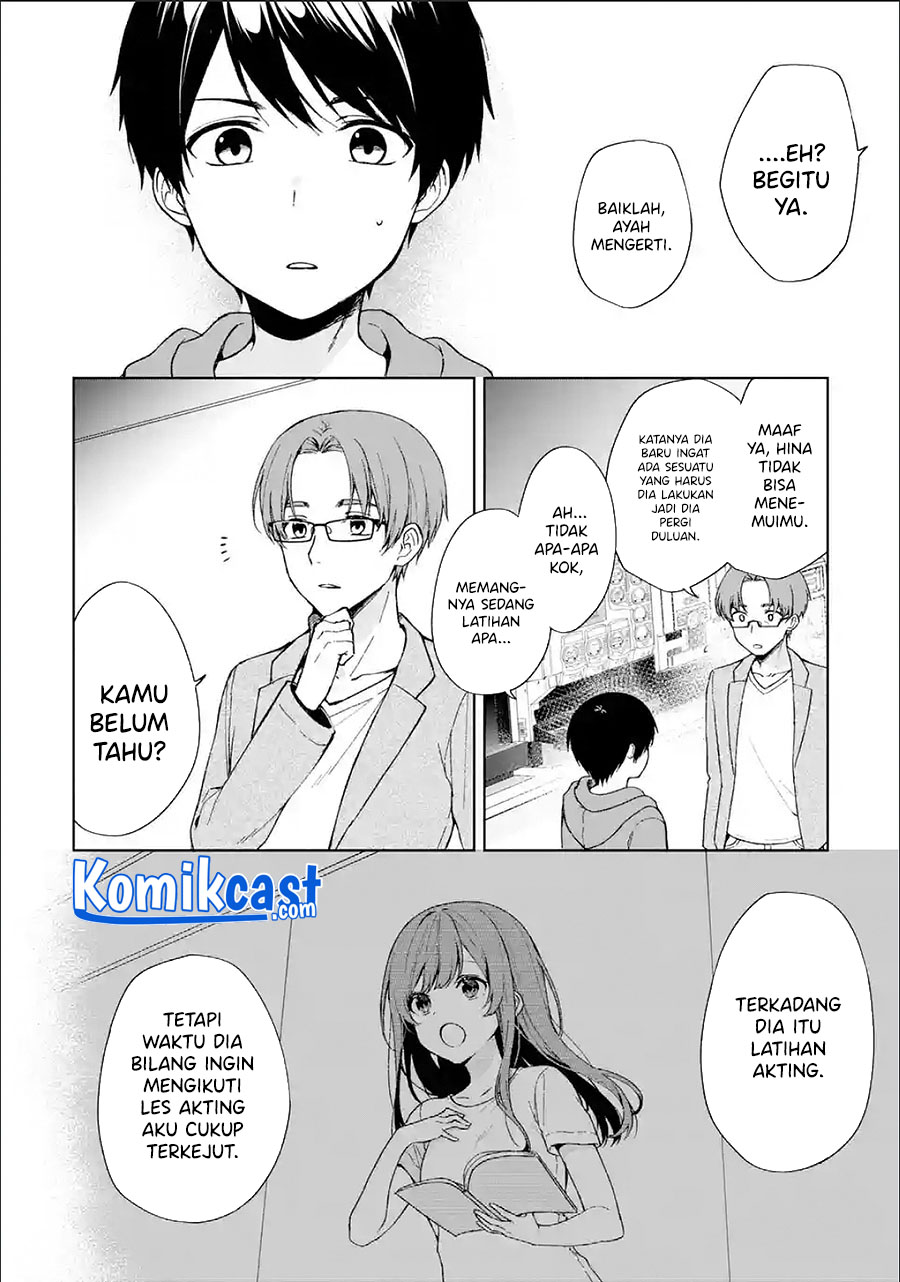 ....EH?
BEGITU
YA.
BAIKLAH,
AYAH
MENGERTI.
MAAF
YA, HINA
TIDAK
BISA
MENE-
MUIMU.
KATANYA DIA
BARU INGAT
ADA SESUATU
YANG HARUS
DIA LAKUKAN
JADI DIA
PERGI
DULUAN.
AH...
TIDAK
APA-APA
KOK,
MEMANG-
NYA SEDANG
LATIHAN
APA...
KAMU
BELUM
TAHU?
Komikcast
.com
TERKADANG
DIA ITU
LATIHAN
AKTING.
TETAPI
WAKTU DIA
BILANG INGIN
MENGIKUTI
LES AKTING
AKU CUKUP
TERKEJUT.